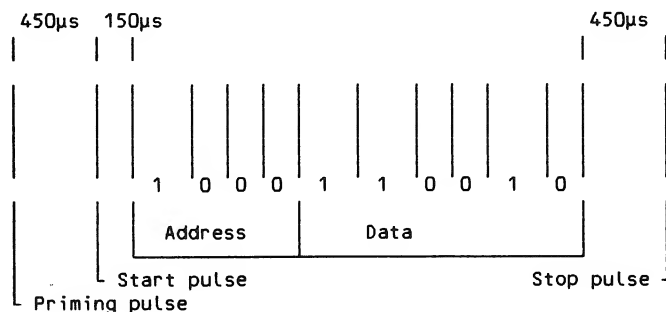 450µs 150µs 450µs
1 0 0 0 1 1 0 0 1 0
Address Data
Start pulse Stop pulse
Priming pulse